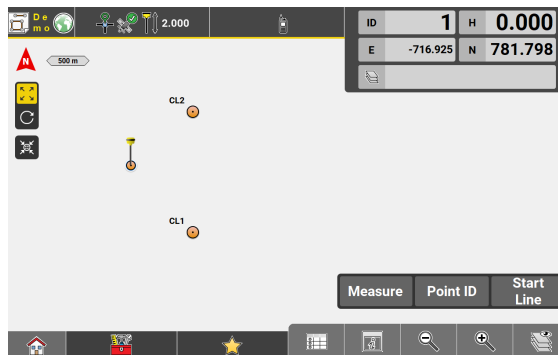 De
mo
2.000
ID 1 H 0.000
E -716.925 N 781.798
N
500 m
CL2
CL1
Measure
Point ID
Start
Line